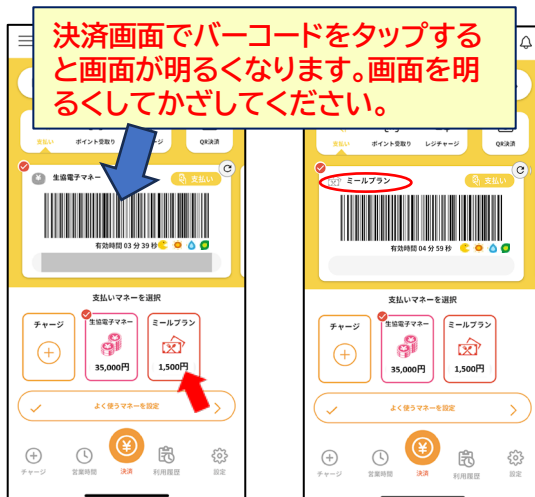 決済画面でバーコードをタップする
と画面が明るくなります。画面を明
るくしてかざしてください。
支払い ポイント受取り QR決済
生協電子マネー 支払い
有効時間 03 分 39 秒
支払いマネーを選択
チャージ 生協電子マネー ミールプラン
35,000円 1,500円
よく使うマネーを設定
チャージ 営業時間 決済 利用履歴 設定
支払い ポイント受取り レジチャージ QR決済
ミールプラン 支払い
有効時間 04 分 59 秒
支払いマネーを選択
チャージ 生協電子マネー ミールプラン
35,000円 1,500円
よく使うマネーを設定
チャージ 営業時間 決済 利用履歴 設定